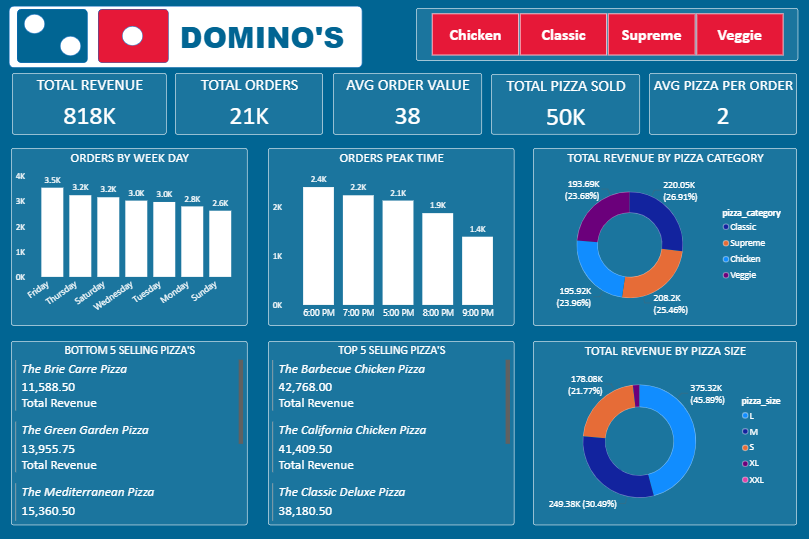 DOMINO'S
Chicken
Classic
Supreme
Veggie
TOTAL REVENUE
818K
TOTAL ORDERS
21K
AVG ORDER VALUE
38
TOTAL PIZZA SOLD
50K
AVG PIZZA PER ORDER
2
ORDERS BY WEEK DAY
4K
3K
2K
1K
0K
3.5K
3.2K
3.2K
3.0K
3.0K
2.8K
2.6K
Friday
Thursday
Saturday
Wednesday
Tuesday
Monday
Sunday
ORDERS PEAK TIME
2K
1K
0K
2.4K
2.2K
2.1K
1.9K
1.4K
6:00 PM
7:00 PM
5:00 PM
8:00 PM
9:00 PM
TOTAL REVENUE BY PIZZA CATEGORY
193.69K
(23.68%)
220.05K
(26.91%)
195.92K
(23.96%)
208.2K
(25.46%)
pizza_category
Classic
Supreme
Chicken
Veggie
BOTTOM 5 SELLING PIZZA'S
The Brie Carre Pizza
11,588.50
Total Revenue
The Green Garden Pizza
13,955.75
Total Revenue
The Mediterranean Pizza
15,360.50
TOP 5 SELLING PIZZA'S
The Barbecue Chicken Pizza
42,768.00
Total Revenue
The California Chicken Pizza
41,409.50
Total Revenue
The Classic Deluxe Pizza
38,180.50
TOTAL REVENUE BY PIZZA SIZE
178.08K
(21.77%)
375.32K
(45.89%)
249.38K (30.49%)
pizza_size
L
M
S
XL
XXL